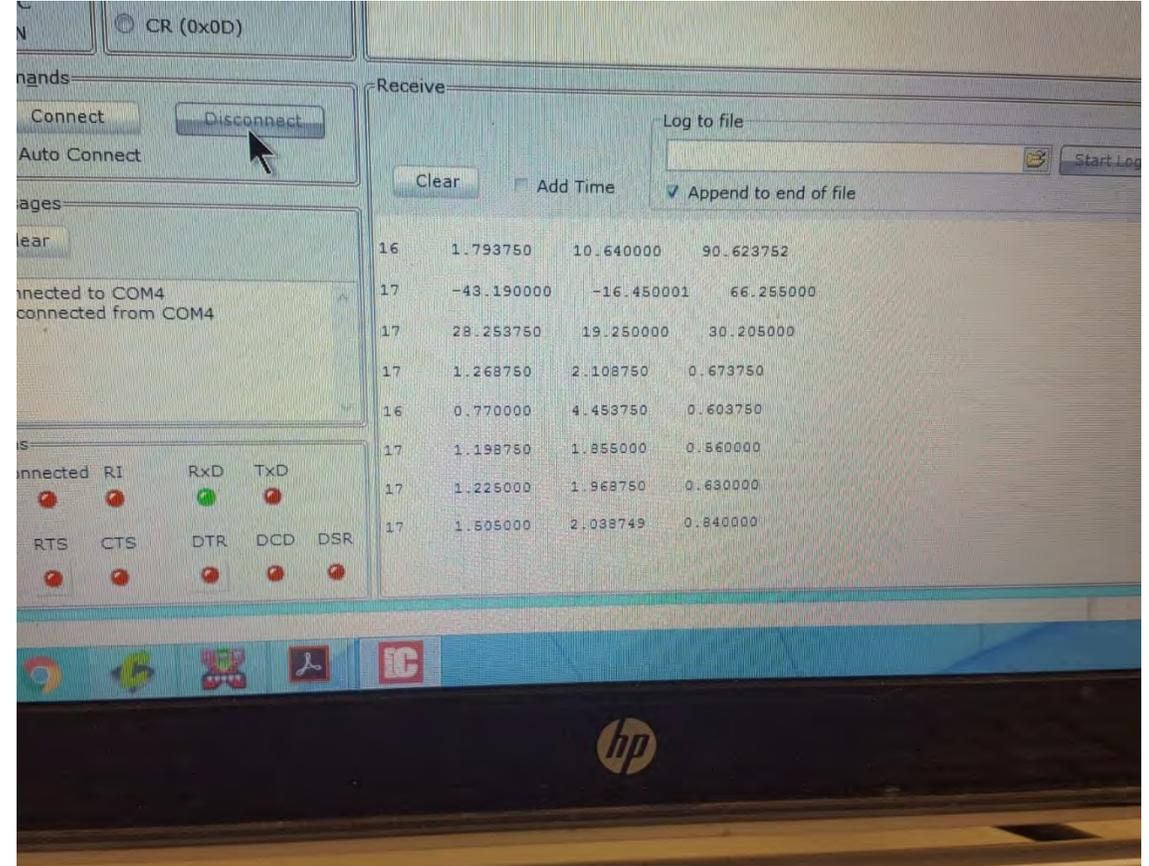 CR (0x0D)
Connect
Disconnect
Auto Connect
Receive
Log to file
Start Log
Clear
Add Time
Append to end of file
16 1.793750 10.640000 90.623752
17 -43.190000 -16.450001 66.255000
17 28.253750 19.250000 30.205000
17 1.268750 2.108750 0.673750
16 0.770000 4.453750 0.603750
17 1.198750 1.855000 0.560000
17 1.225000 1.968750 0.630000
17 1.505000 2.038749 0.840000
nnected to COM4
connected from COM4
nnected RI RxD TxD
RTS CTS DTR DCD DSR
hp